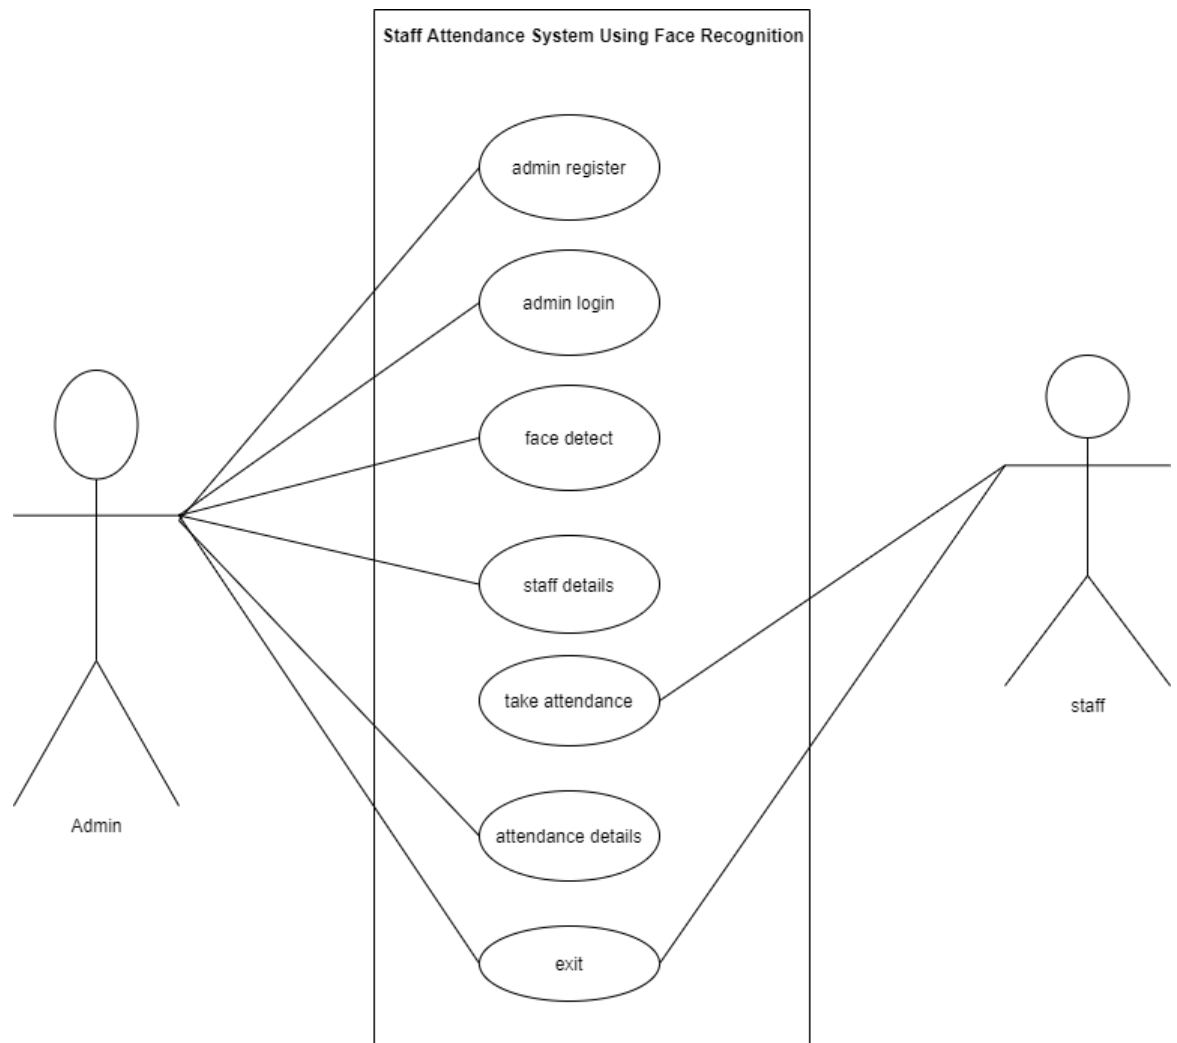 Staff Attendance System Using Face Recognition
admin register
admin login
face detect
staff details
take attendance
staff
Admin
attendance details
exit